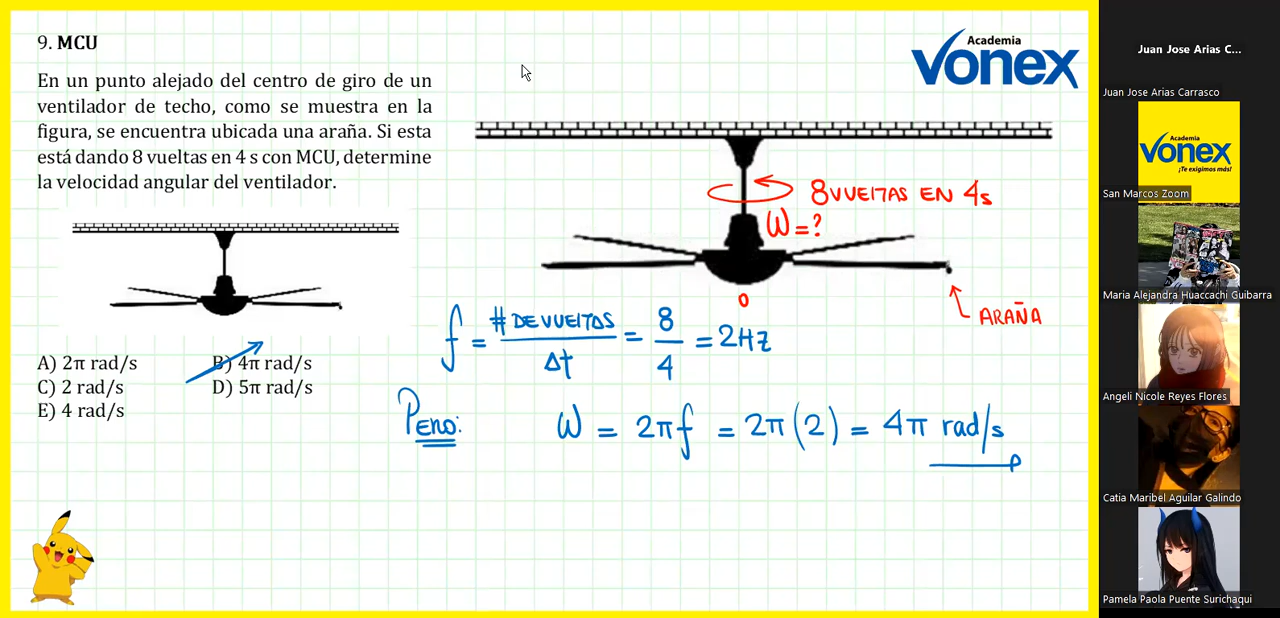 9. MCU
En un punto alejado del centro de giro de un
ventilador de techo, como se muestra en la
figura, se encuentra ubicada una araña. Si esta
está dando 8 vueltas en 4 s con MCU, determine
la velocidad angular del ventilador.
A) 2π rad/s
B) 4π rad/s
C) 2 rad/s
D) 5π rad/s
E) 4 rad/s
Academia
Vonex
8 VUELTAS EN 4s
ω = ?
O
ARAÑA
f = # DE VUELTAS / Δt = 8 / 4 = 2Hz
PERO:
ω = 2πf = 2π(2) = 4π rad/s
Juan Jose Arias C...
Juan Jose Arias Carrasco
Academia
Vonex
¡Te exigimos más!
San Marcos Zoom
Maria Alejandra Huaccachi Guibarra
Angeli Nicole Reyes Flores
Catia Maribel Aguilar Galindo
Pamela Paola Puente Surichaqui